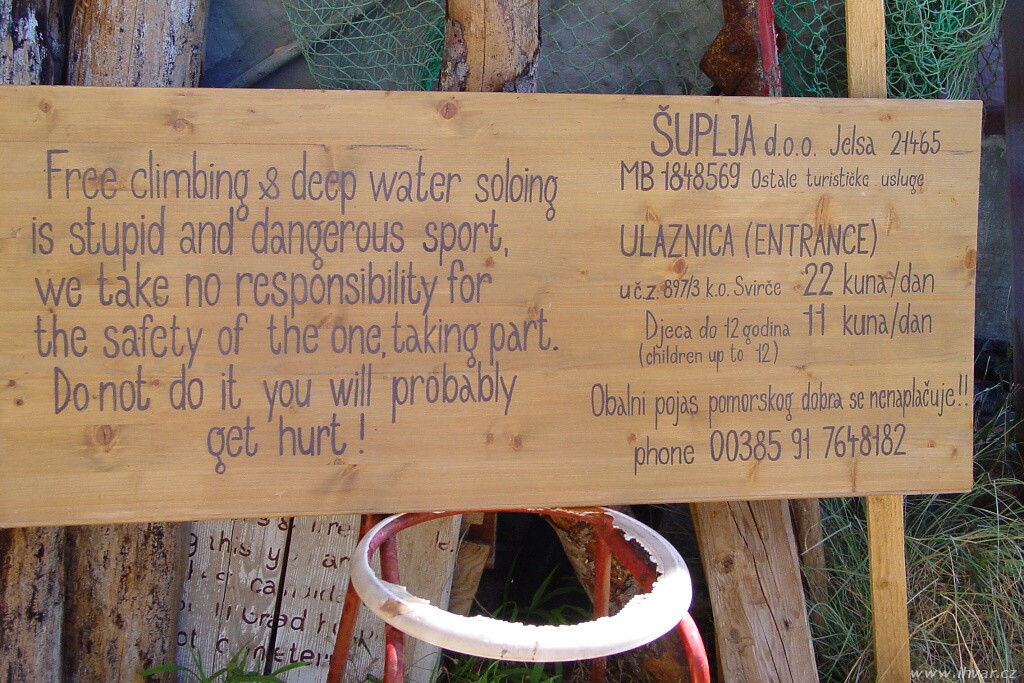 Free climbing & deep water soloing
is stupid and dangerous sport,
we take no responsibility for
the safety of the one, taking part.
Do not do it you will probably
get hurt!
ŠUPLJA d.o.o. Jelsa 21465
MB 1848569 Ostale turističke usluge
ULAZNICA (ENTRANCE)
u č.z. 897/3 k.o. Svirče 22 kuna/dan
Djeca do 12 godina 11 kuna/dan
(children up to 12)
Obalni pojas pomorskog dobra se nenaplačuje!!
phone 00385 91 7648182
www.ihvar.cz